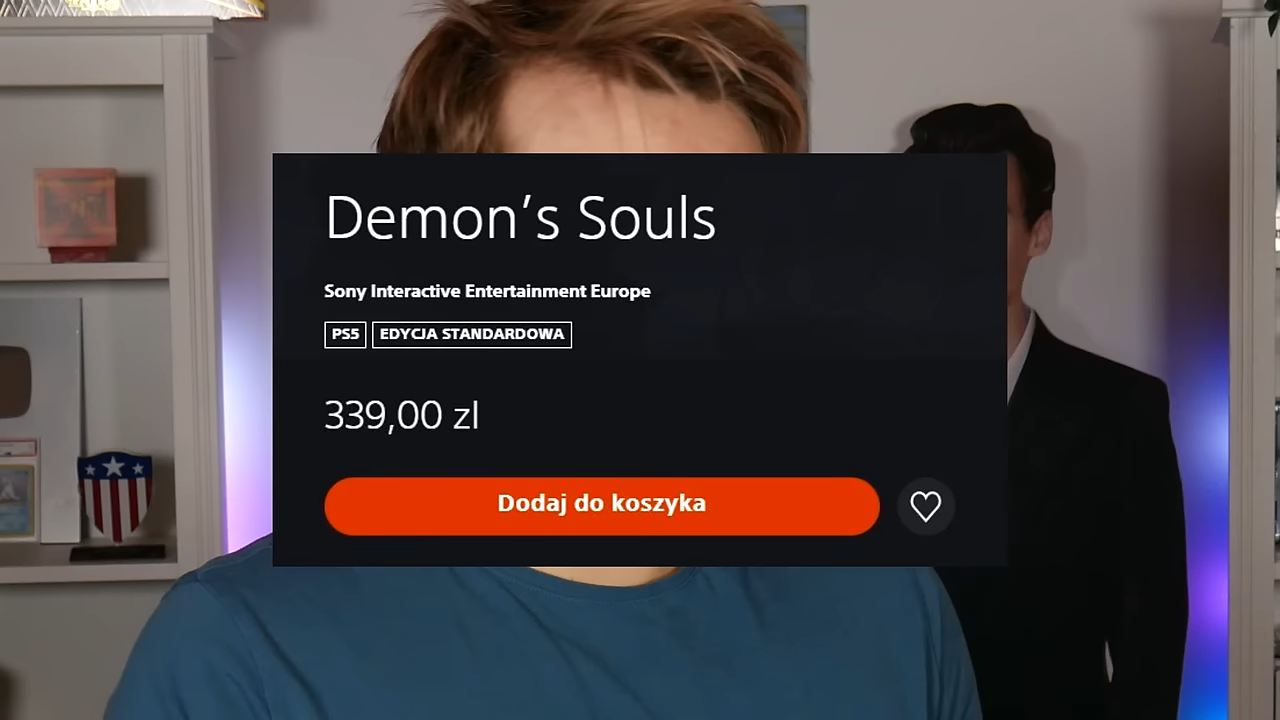 Demon’s Souls
Sony Interactive Entertainment Europe
PS5 EDYCJA STANDARDOWA
339,00 zl
Dodaj do koszyka